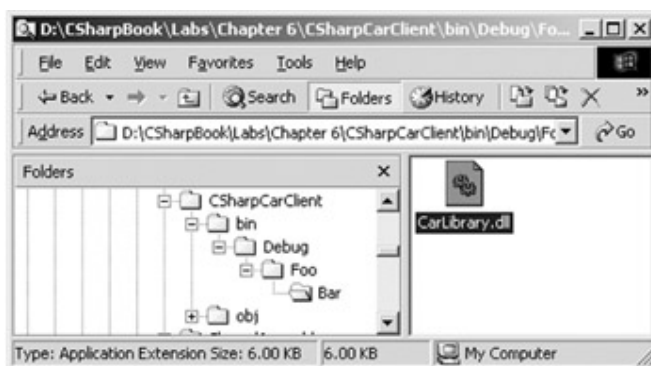 D:\CSharpBook\Labs\Chapter 6\CSharpCarClient\bin\Debug\Fo...
File Edit View Favorites Tools Help
Back Search Folders History »
Address D:\CSharpBook\Labs\Chapter 6\CSharpCarClient\bin\Debug\Fo Go
Folders
CSharpCarClient
bin
Debug
Foo
Bar
obj
CarLibrary.dll
Type: Application Extension Size: 6.00 KB 6.00 KB My Computer